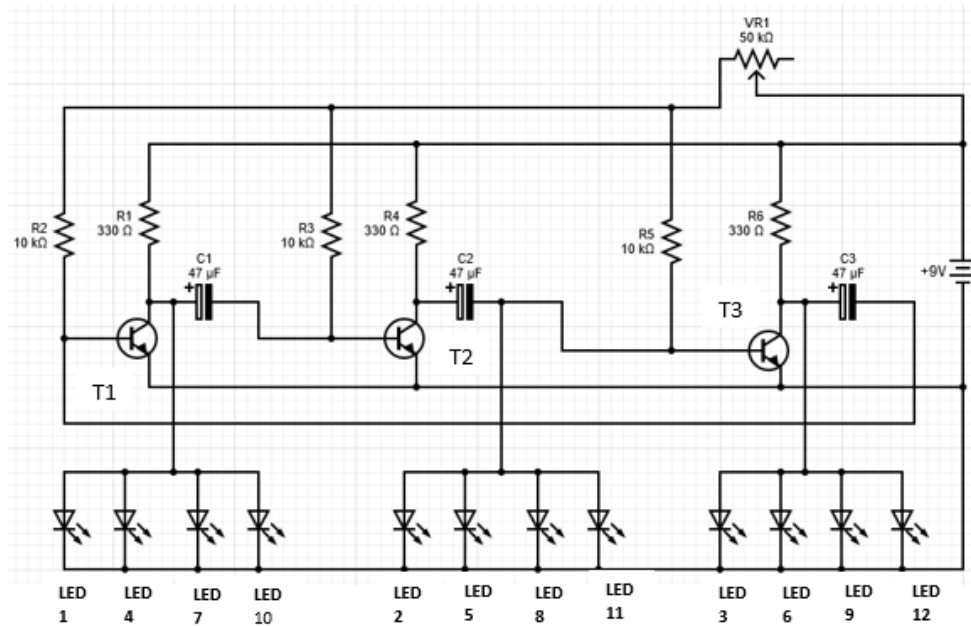 VR1
50 kΩ
R2
10 kΩ
R1
330 Ω
R3
10 kΩ
R4
330 Ω
R5
10 kΩ
R6
330 Ω
C1
47 µF
+
C2
47 µF
+
C3
47 µF
+
+9V
T1
T2
T3
LED
1
LED
4
LED
7
LED
10
LED
2
LED
5
LED
8
LED
11
LED
3
LED
6
LED
9
LED
12